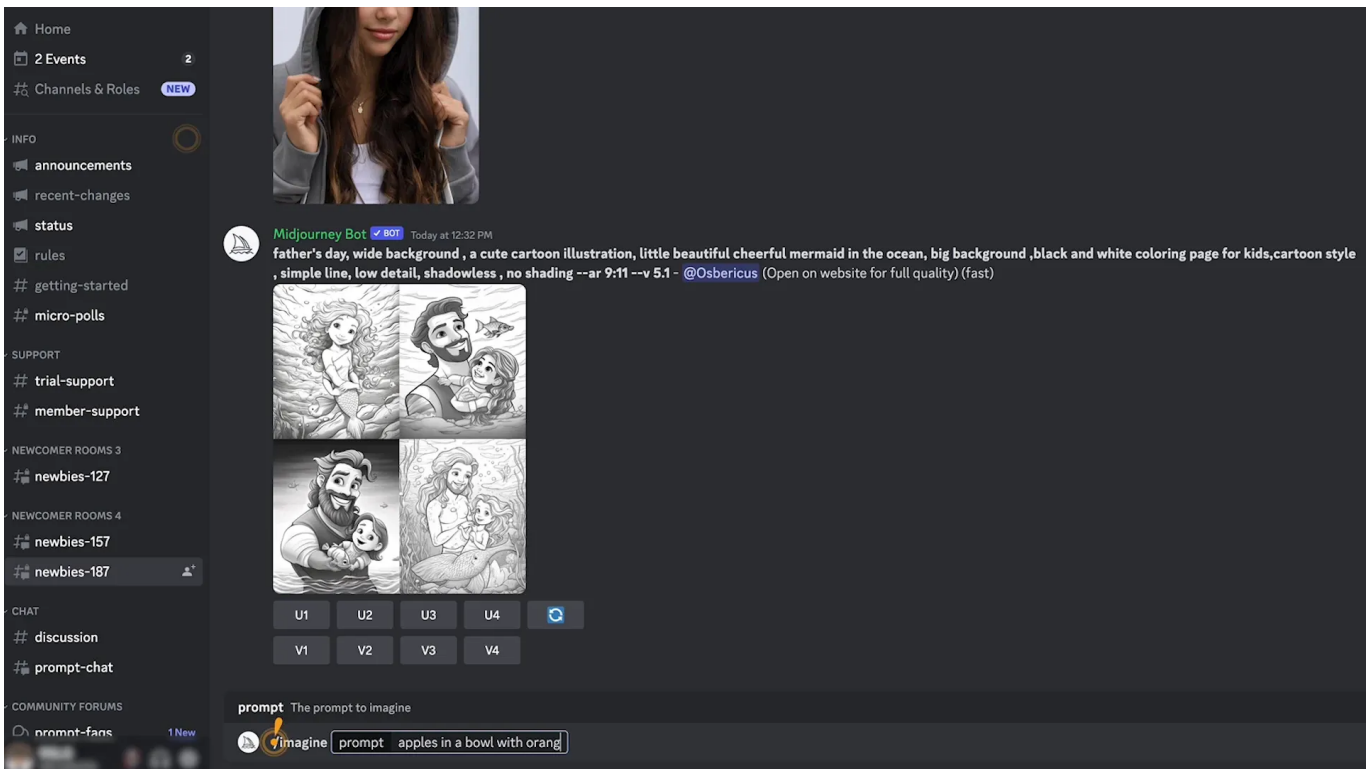 Home
2 Events 2
Channels & Roles NEW
INFO
announcements
recent-changes
status
rules
getting-started
micro-polls
SUPPORT
trial-support
member-support
NEWCOMER ROOMS 3
newbies-127
NEWCOMER ROOMS 4
newbies-157
newbies-187
CHAT
discussion
prompt-chat
COMMUNITY FORUMS
prompt-faqs 1 New
Midjourney Bot BOT Today at 12:32 PM
father's day, wide background , a cute cartoon illustration, little beautiful cheerful mermaid in the ocean, big background ,black and white coloring page for kids,cartoon style
, simple line, low detail, shadowless , no shading --ar 9:11 --v 5.1 - @Osbericus (Open on website for full quality) (fast)
U1 U2 U3 U4
V1 V2 V3 V4
prompt The prompt to imagine
/imagine prompt apples in a bowl with orang